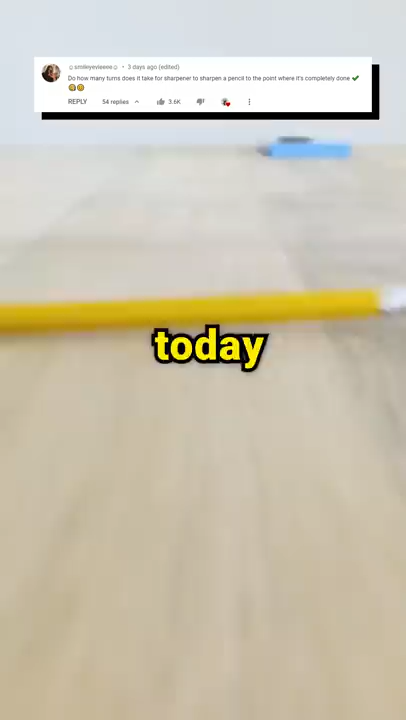 ☺smileyevieeee☺ • 3 days ago (edited)
Do how many turns does it take for sharpener to sharpen a pencil to the point where it's completely done ✔
REPLY 54 replies 3.6K
today